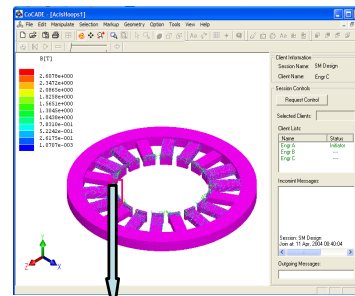 CoCADE - [AcisHoops1]
File Edit Manipulation Selection Markup Geometry Option Tools View Help
B[T]
2.6078e+000
2.3472e+000
2.0865e+000
1.8258e+000
1.5651e+000
1.3045e+000
1.0438e+000
7.8310e-001
5.2242e-001
2.6175e-001
1.0787e-003
Y
Z
X
Client Information
Session Name: SM Design
Client Name: Engr C
Session Controls
Request Control
Selected Clients:
Client Lists:
Name Status
Engr A Initiator
Engr B ---
Engr C ---
Incoming Messages
Session: SM Design
Join at: 11 Apr, 2004 00:40:04
Outgoing Messages: